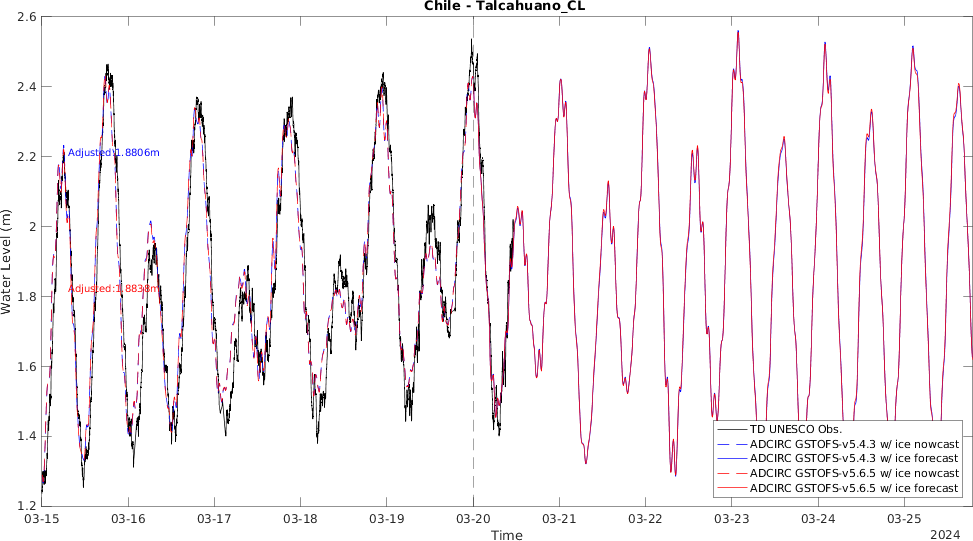 Chile - Talcahuano_CL
2.6
2.4
2.2
2
1.8
1.6
1.4
1.2
Water Level (m)
Adjusted:1.8806m
Adjusted:1.8838m
TD UNESCO Obs.
ADCIRC GSTOFS-v5.4.3 w/ ice nowcast
ADCIRC GSTOFS-v5.4.3 w/ ice forecast
ADCIRC GSTOFS-v5.6.5 w/ ice nowcast
ADCIRC GSTOFS-v5.6.5 w/ ice forecast
03-15 03-16 03-17 03-18 03-19 03-20 03-21 03-22 03-23 03-24 03-25
Time
2024